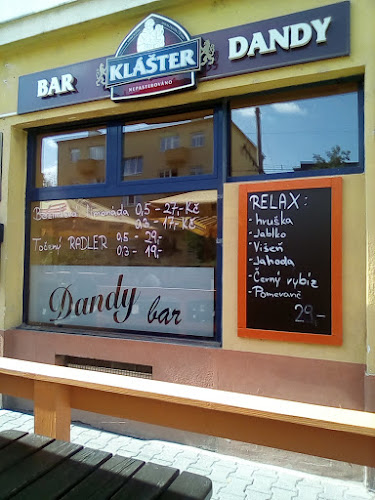 BAR
KLÁŠTER
NEPASTEROVÁNO
DANDY
limonáda 0,5 - 27,- Kč
0,3 - 17,- Kč
Točený RADLER 0,5 - 29,-
0,3 - 19,-
Dandy bar
RELAX:
- hruška
- Jablko
- Višeň
- Jahoda
- Černý rybíz
- Pomeranč
29,-